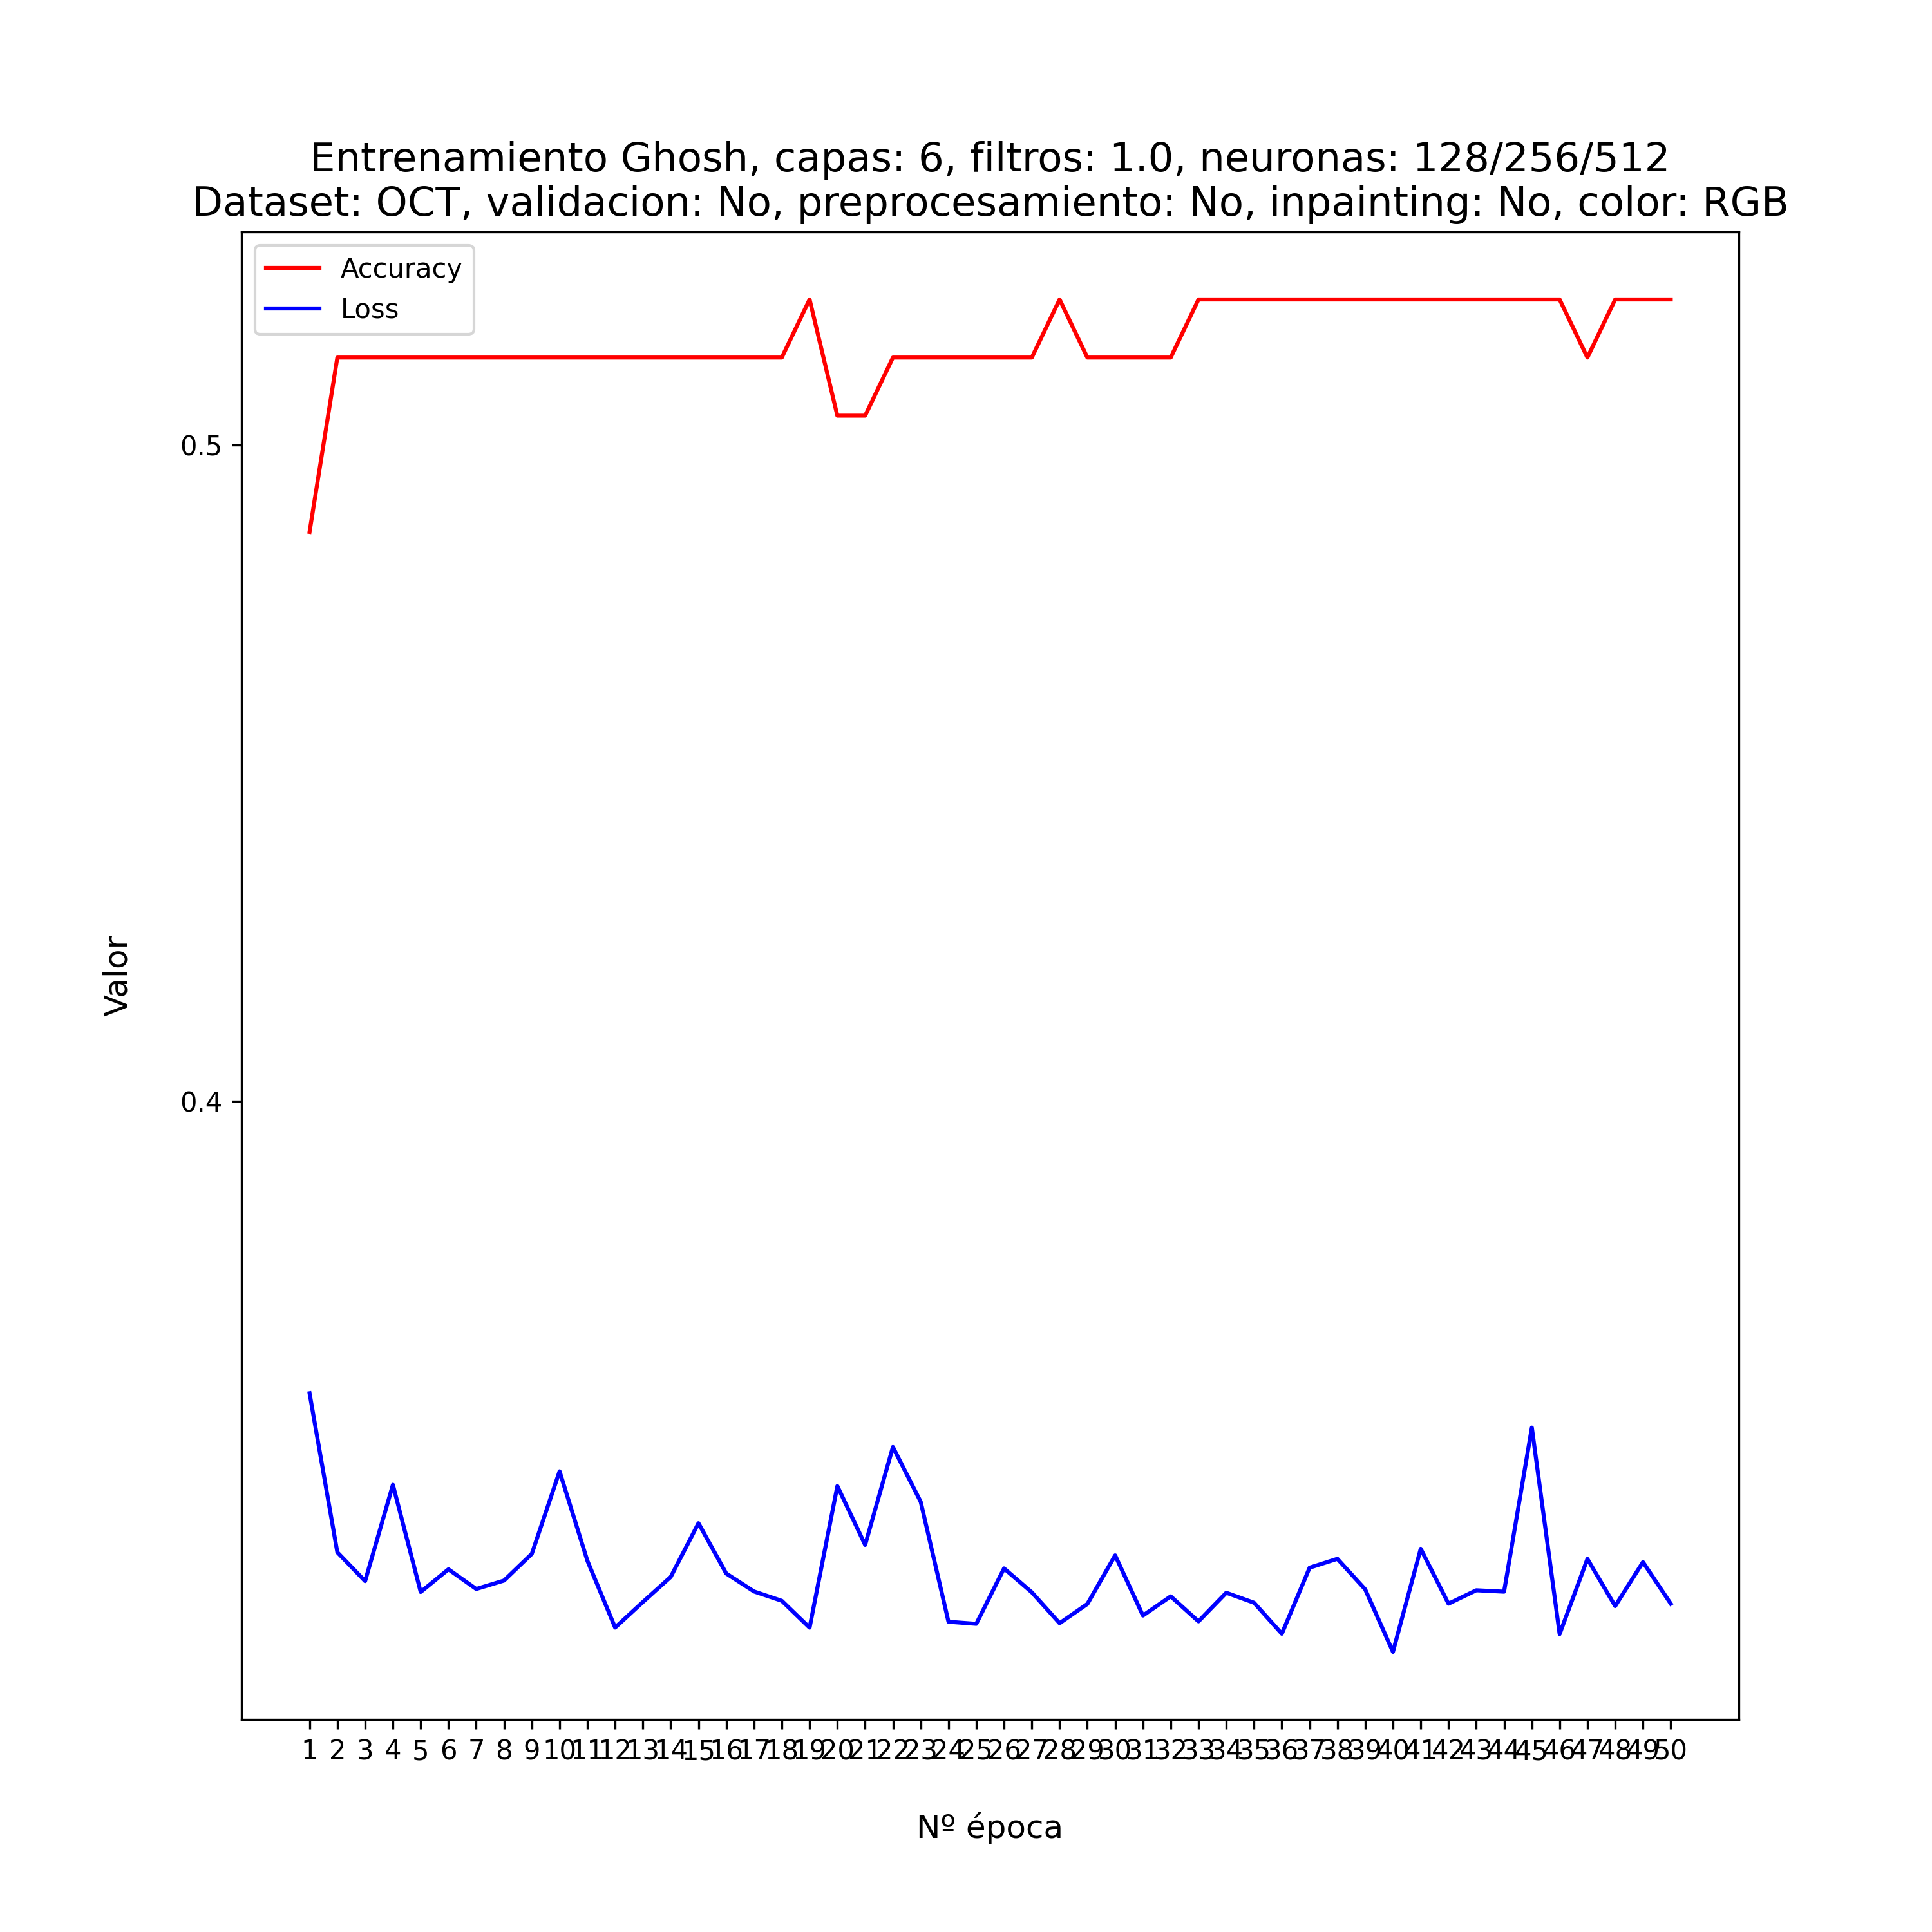 Entrenamiento Ghosh, capas: 6, filtros: 1.0, neuronas: 128/256/512
Dataset: OCT, validacion: No, preprocesamiento: No, inpainting: No, color: RGB
Accuracy
Loss
0.5
0.4
Valor
1 2 3 4 5 6 7 8 9 10 11 12 13 14 15 16 17 18 19 20 21 22 23 24 25 26 27 28 29 30 31 32 33 34 35 36 37 38 39 40 41 42 43 44 45 46 47 48 49 50
Nº época